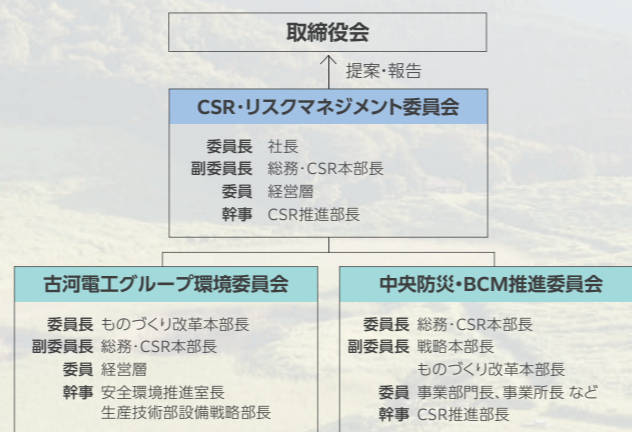 取締役会
提案・報告
CSR・リスクマネジメント委員会
委員長 社長
副委員長 総務・CSR本部長
委員 経営層
幹事 CSR推進部長
古河電工グループ環境委員会
委員長 ものづくり改革本部長
副委員長 総務・CSR本部長
委員 経営層
幹事 安全環境推進室長
生産技術部設備戦略部長
中央防災・BCM推進委員会
委員長 総務・CSR本部長
副委員長 戦略本部長
ものづくり改革本部長
委員 事業部門長、事業所長 など
幹事 CSR推進部長